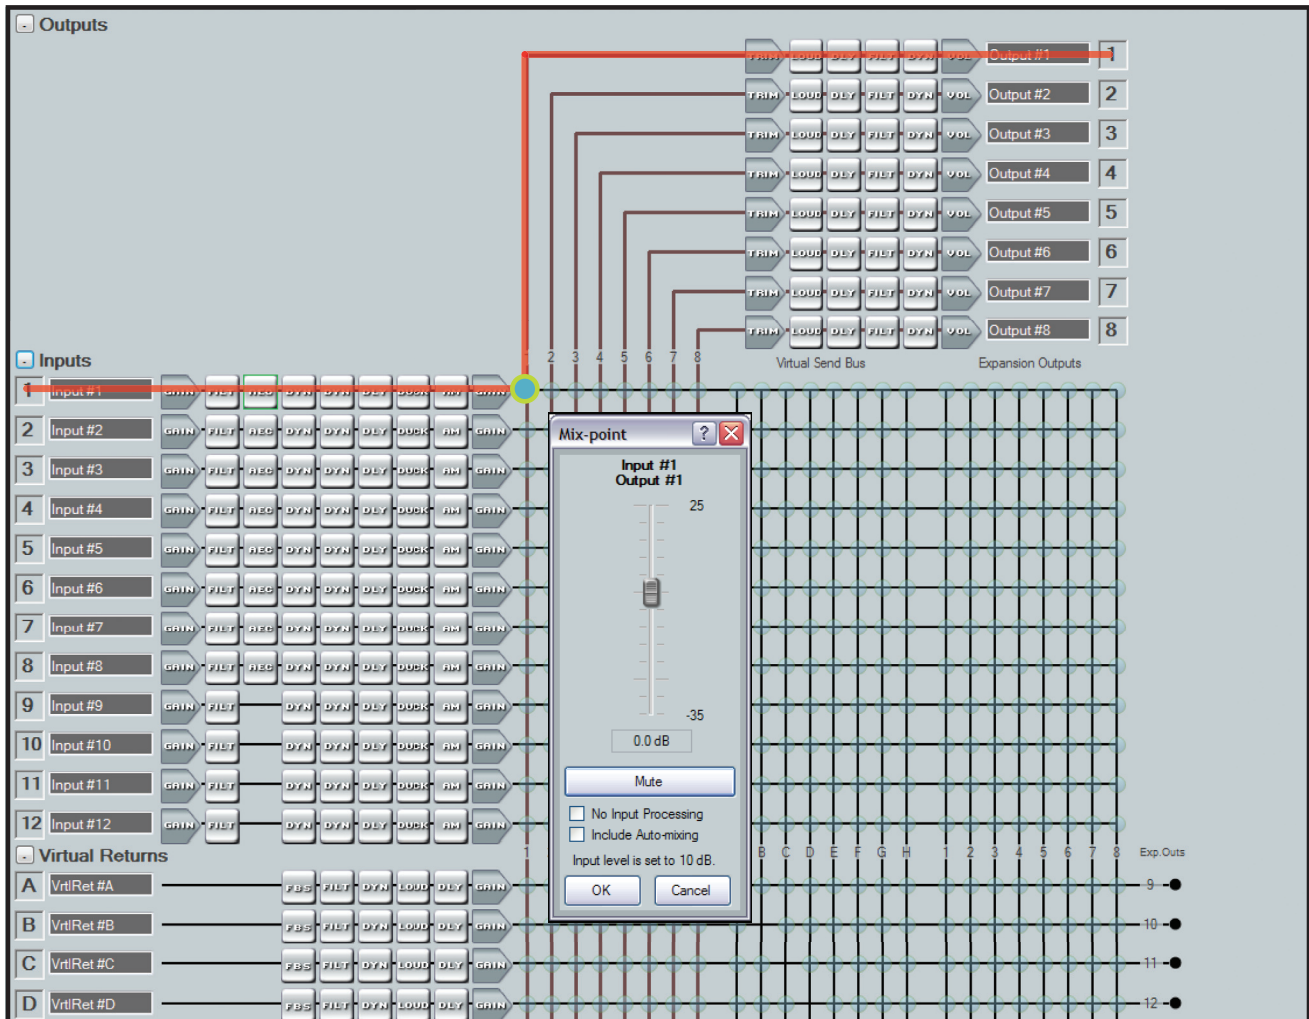 - Outputs
TRIM LOUD DLY FILT DYN VOL Output #1 1
TRIM LOUD DLY FILT DYN VOL Output #2 2
TRIM LOUD DLY FILT DYN VOL Output #3 3
TRIM LOUD DLY FILT DYN VOL Output #4 4
TRIM LOUD DLY FILT DYN VOL Output #5 5
TRIM LOUD DLY FILT DYN VOL Output #6 6
TRIM LOUD DLY FILT DYN VOL Output #7 7
TRIM LOUD DLY FILT DYN VOL Output #8 8
- Inputs
1 2 3 4 5 6 7 8 Virtual Send Bus Expansion Outputs
1 Input #1 GAIN FILT AEC DYN DYN DLY DUCK AM GAIN
2 Input #2 GAIN FILT AEC DYN DYN DLY DUCK AM GAIN
3 Input #3 GAIN FILT AEC DYN DYN DLY DUCK AM GAIN
4 Input #4 GAIN FILT AEC DYN DYN DLY DUCK AM GAIN
5 Input #5 GAIN FILT AEC DYN DYN DLY DUCK AM GAIN
6 Input #6 GAIN FILT AEC DYN DYN DLY DUCK AM GAIN
7 Input #7 GAIN FILT AEC DYN DYN DLY DUCK AM GAIN
8 Input #8 GAIN FILT AEC DYN DYN DLY DUCK AM GAIN
9 Input #9 GAIN FILT DYN DYN DLY DUCK AM GAIN
10 Input #10 GAIN FILT DYN DYN DLY DUCK AM GAIN
11 Input #11 GAIN FILT DYN DYN DLY DUCK AM GAIN
12 Input #12 GAIN FILT DYN DYN DLY DUCK AM GAIN
Mix-point ?
Input #1
Output #1
25
-35
0.0 dB
Mute
No Input Processing
Include Auto-mixing
Input level is set to 10 dB.
OK Cancel
- Virtual Returns
1 B C D E F G H 1 2 3 4 5 6 7 8 Exp.Outs
A VrtlRet #A FBS FILT DYN LOUD DLY GAIN 9
B VrtlRet #B FBS FILT DYN LOUD DLY GAIN 10
C VrtlRet #C FBS FILT DYN LOUD DLY GAIN 11
D VrtlRet #D FBS FILT DYN LOUD DLY GAIN 12